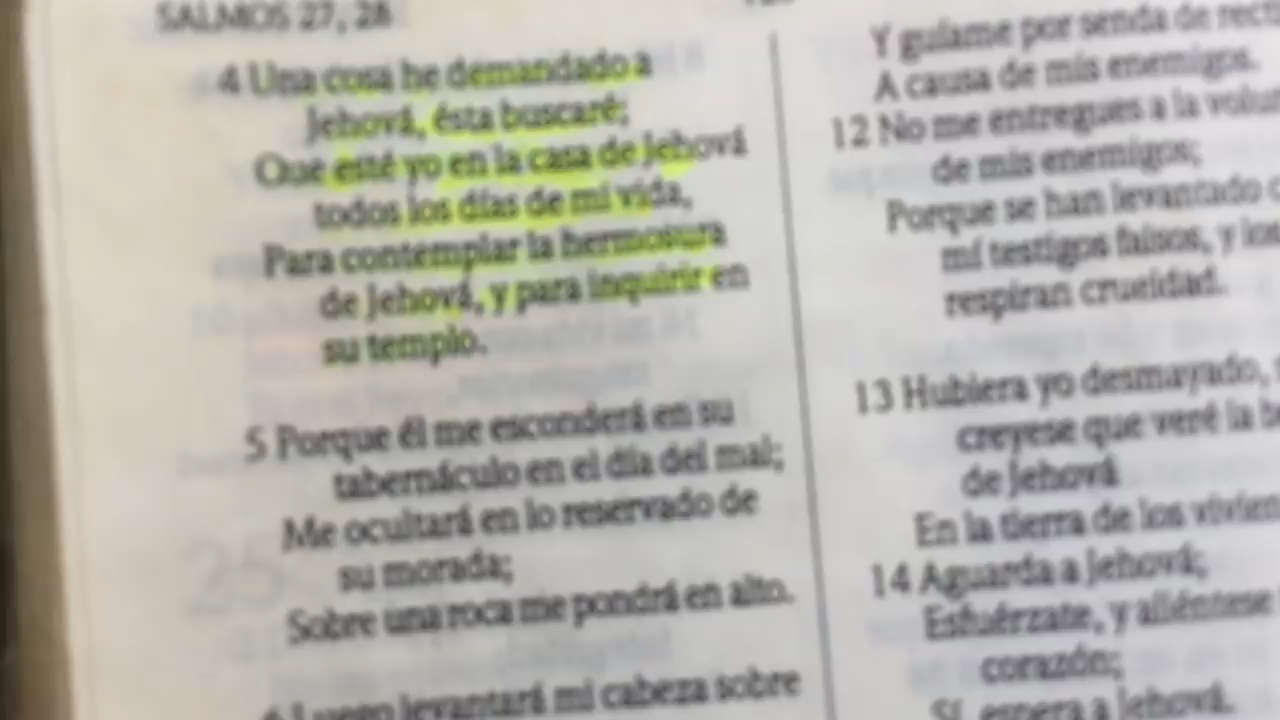 SALMOS 27, 28
4 Una cosa he demandado a
Jehová, ésta buscaré;
Que esté yo en la casa de Jehová
todos los días de mi vida,
Para contemplar la hermosura
de Jehová, y para inquirir en
su templo.
5 Porque él me esconderá en su
tabernáculo en el día del mal;
Me ocultará en lo reservado de
su morada;
Sobre una roca me pondrá en alto.
6 Luego levantará mi cabeza sobre
Y guíame por senda de
A causa de mis enemigos.
12 No me entregues a la
de mis enemigos;
Porque se han levantado
mí testigos falsos, y los
respiran crueldad.
13 Hubiera yo desmayado,
creyese que veré la
de Jehová
En la tierra de los
14 Aguarda a Jehová;
Esfuérzate, y aliéntese
corazón;
Sí, espera a Jehová.